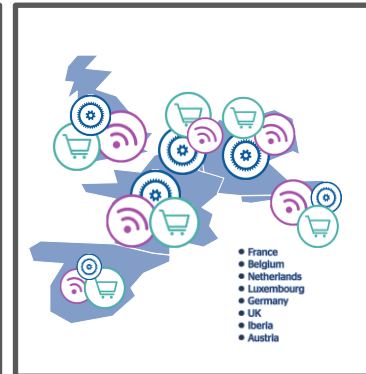 France
Belgium
Netherlands
Luxembourg
Germany
UK
Iberia
Austria